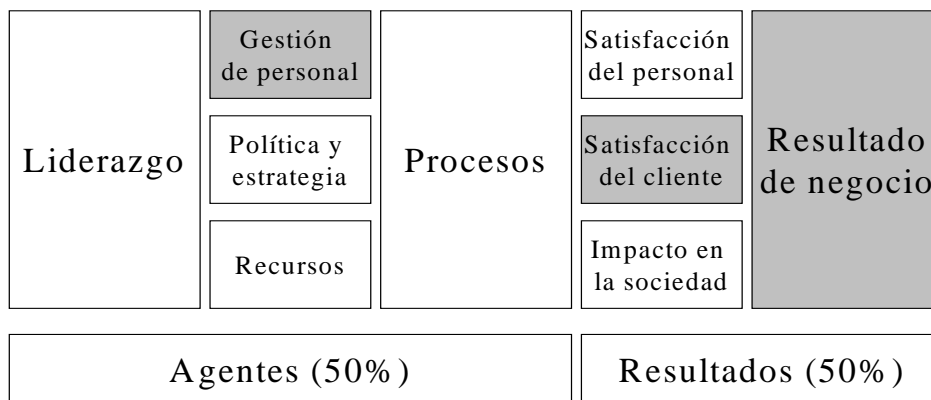 Liderazgo
Gestión
de personal
Política y
estrategia
Recursos
Procesos
Satisfacción
del personal
Satisfacción
del cliente
Impacto en
la sociedad
Resultado
de negocio
Agentes (50%)
Resultados (50%)